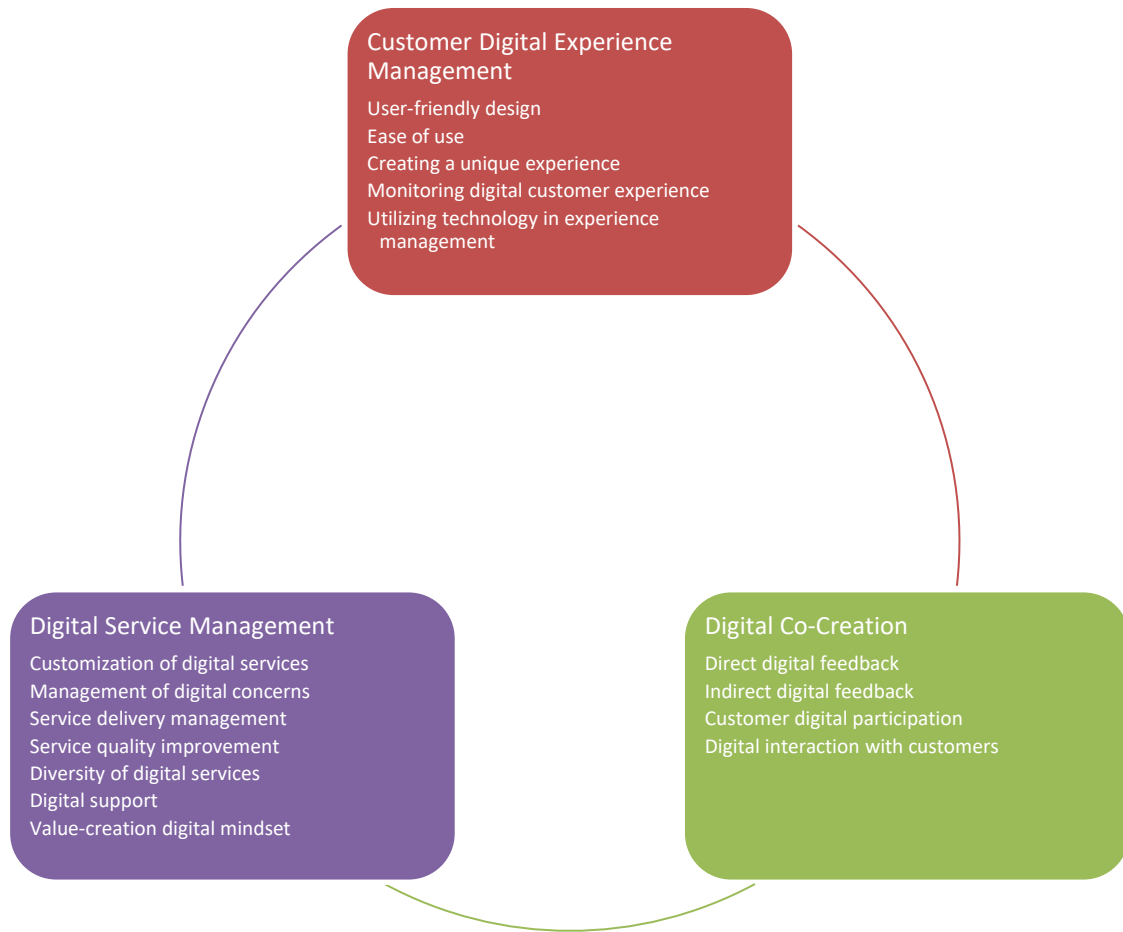 Customer Digital Experience
Management
User-friendly design
Ease of use
Creating a unique experience
Monitoring digital customer experience
Utilizing technology in experience
management
Digital Service Management
Customization of digital services
Management of digital concerns
Service delivery management
Service quality improvement
Diversity of digital services
Digital support
Value-creation digital mindset
Digital Co-Creation
Direct digital feedback
Indirect digital feedback
Customer digital participation
Digital interaction with customers